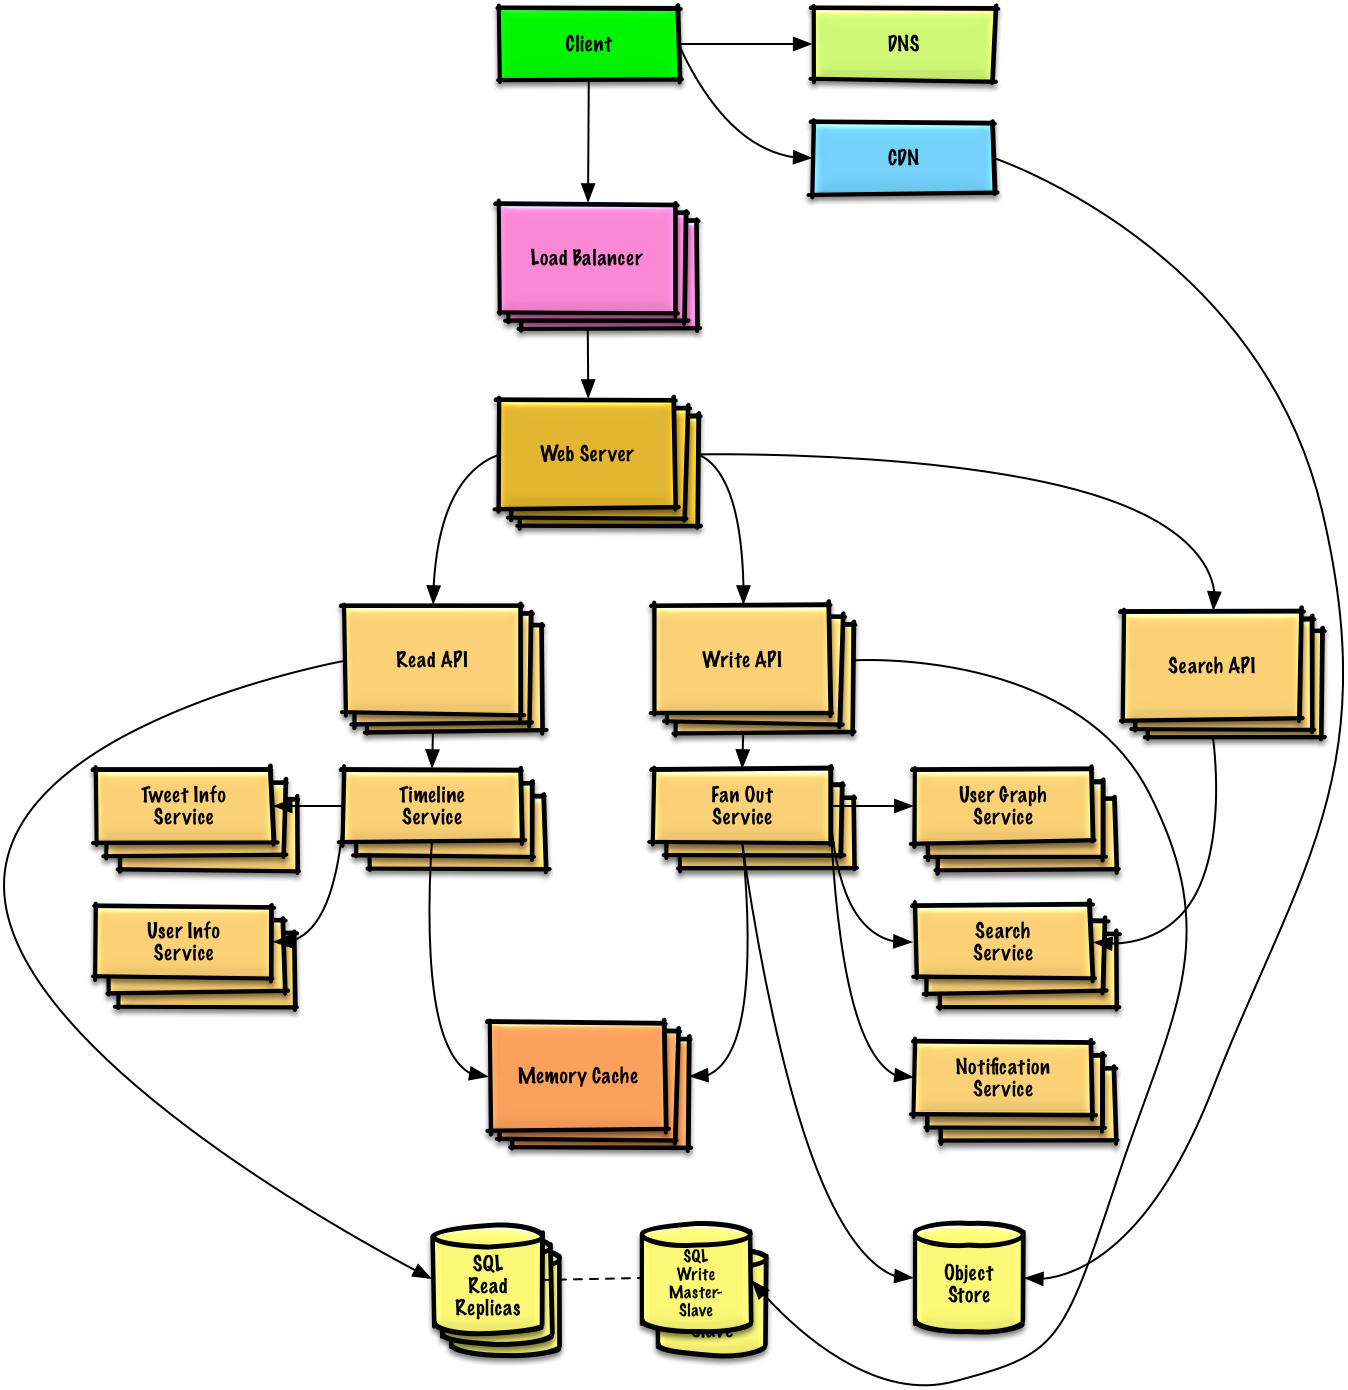 Client
DNS
CDN
Load Balancer
Web Server
Read API
Write API
Search API
Tweet Info
Service
Timeline
Service
Fan Out
Service
User Graph
Service
User Info
Service
Search
Service
Memory Cache
Notification
Service
SQL
Read
Replicas
SQL
Write
Master-
Slave
Slave
Object
Store